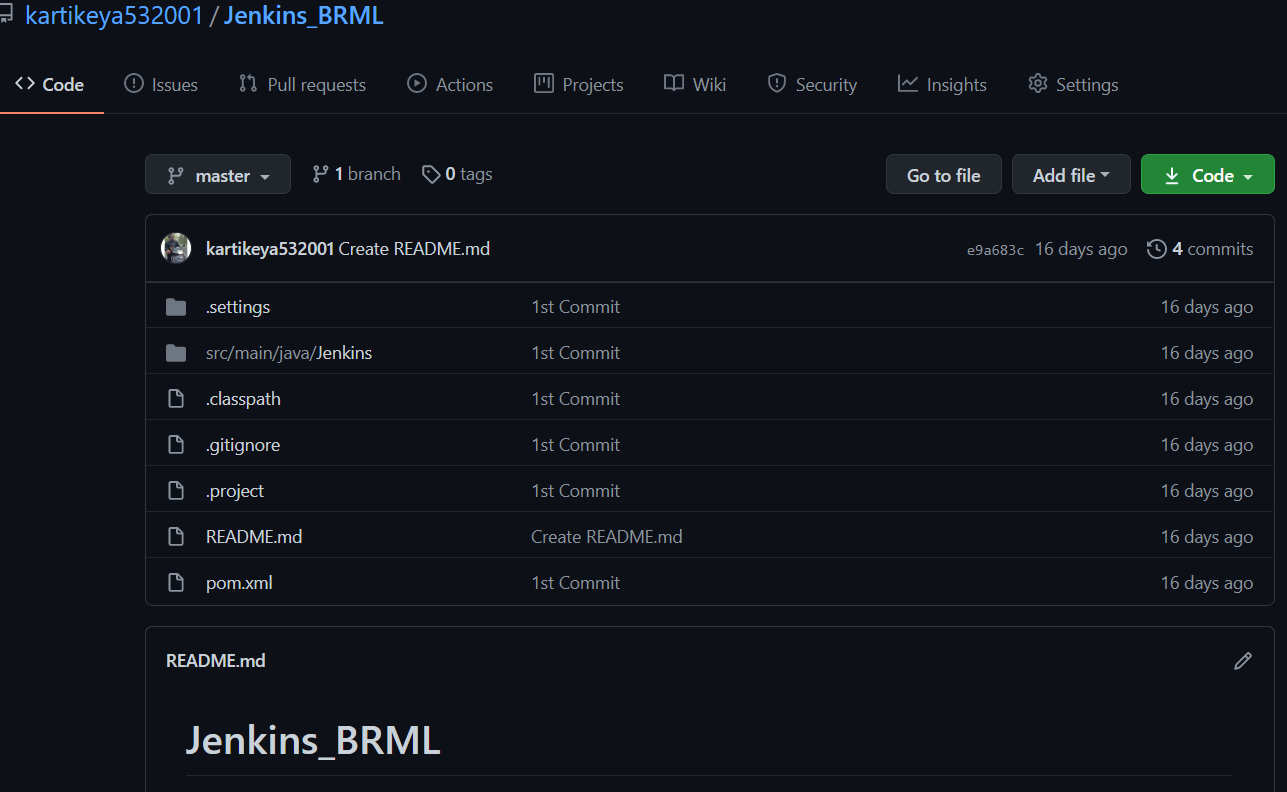 kartikeya532001 / Jenkins_BRML
Code Issues Pull requests Actions Projects Wiki Security Insights Settings
master 1 branch 0 tags Go to file Add file Code
kartikeya532001 Create README.md e9a683c 16 days ago 4 commits
.settings 1st Commit 16 days ago
src/main/java/Jenkins 1st Commit 16 days ago
.classpath 1st Commit 16 days ago
.gitignore 1st Commit 16 days ago
.project 1st Commit 16 days ago
README.md Create README.md 16 days ago
pom.xml 1st Commit 16 days ago
README.md
Jenkins_BRML